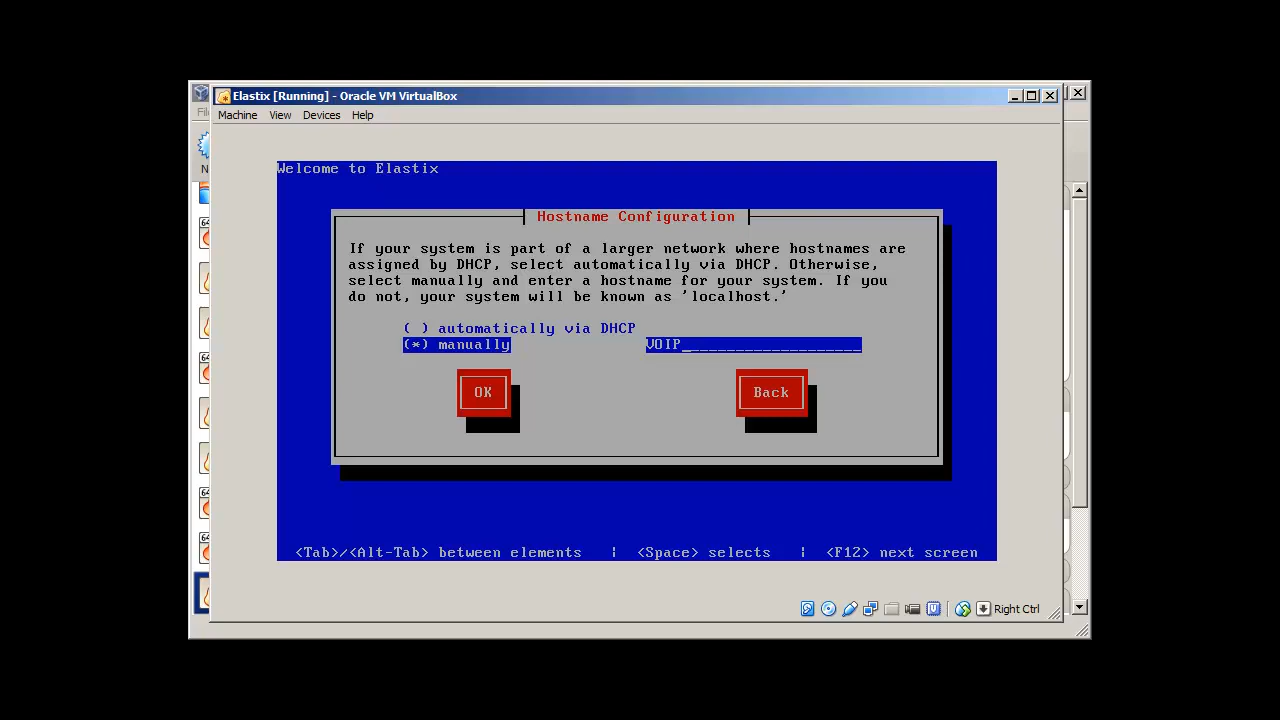 Elastix [Running] - Oracle VM VirtualBox
Machine View Devices Help
Welcome to Elastix
Hostname Configuration
If your system is part of a larger network where hostnames are
assigned by DHCP, select automatically via DHCP. Otherwise,
select manually and enter a hostname for your system. If you
do not, your system will be known as 'localhost.'
( ) automatically via DHCP
(*) manually VOIP____________________
OK Back
<Tab>/<Alt-Tab> between elements | <Space> selects | <F12> next screen
Right Ctrl